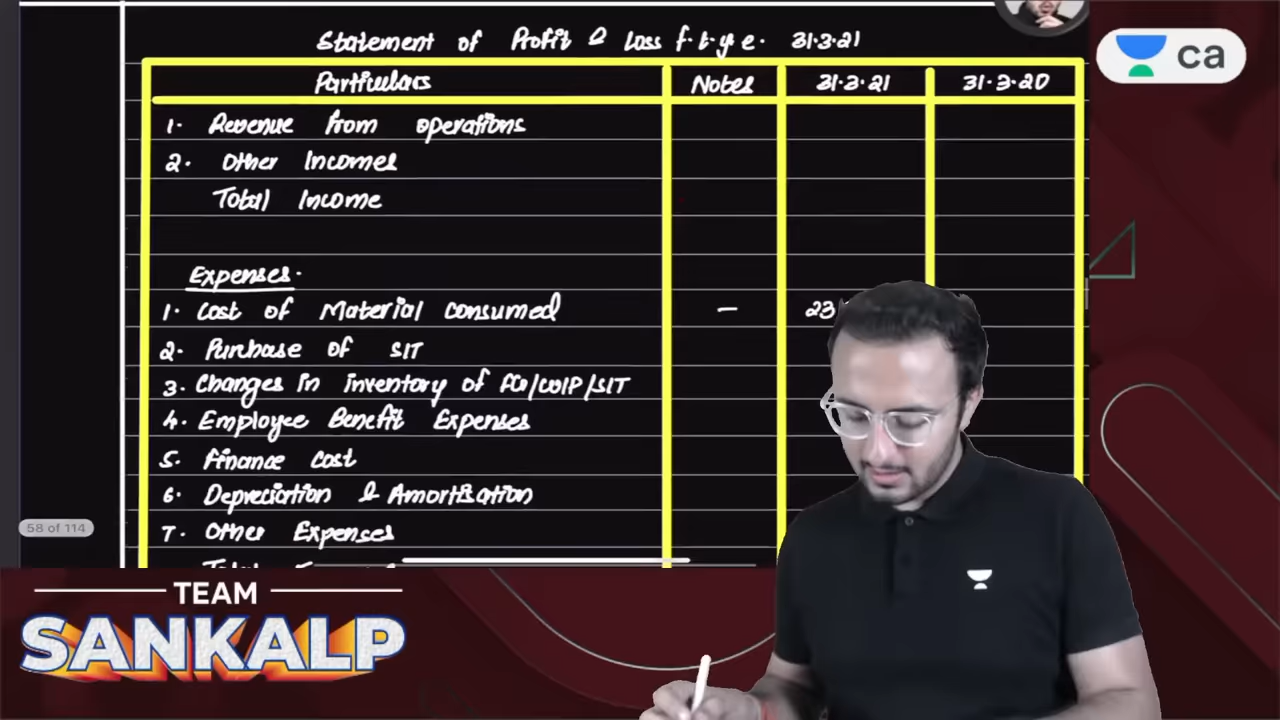 Statement of Profit & Loss f.t.y.e. 31.3.21
ca
Particulars Notes 31.3.21 31.3.20
1. Revenue from operations
2. Other Incomes
Total Income
Expenses.
1. Cost of Material consumed - 23
2. Purchase of SIT
3. Changes in inventory of FG/WIP/SIT
4. Employee Benefit Expenses
5. Finance Cost
6. Depreciation & Amortisation
7. Other Expenses
58 of 114
TEAM
SANKALP